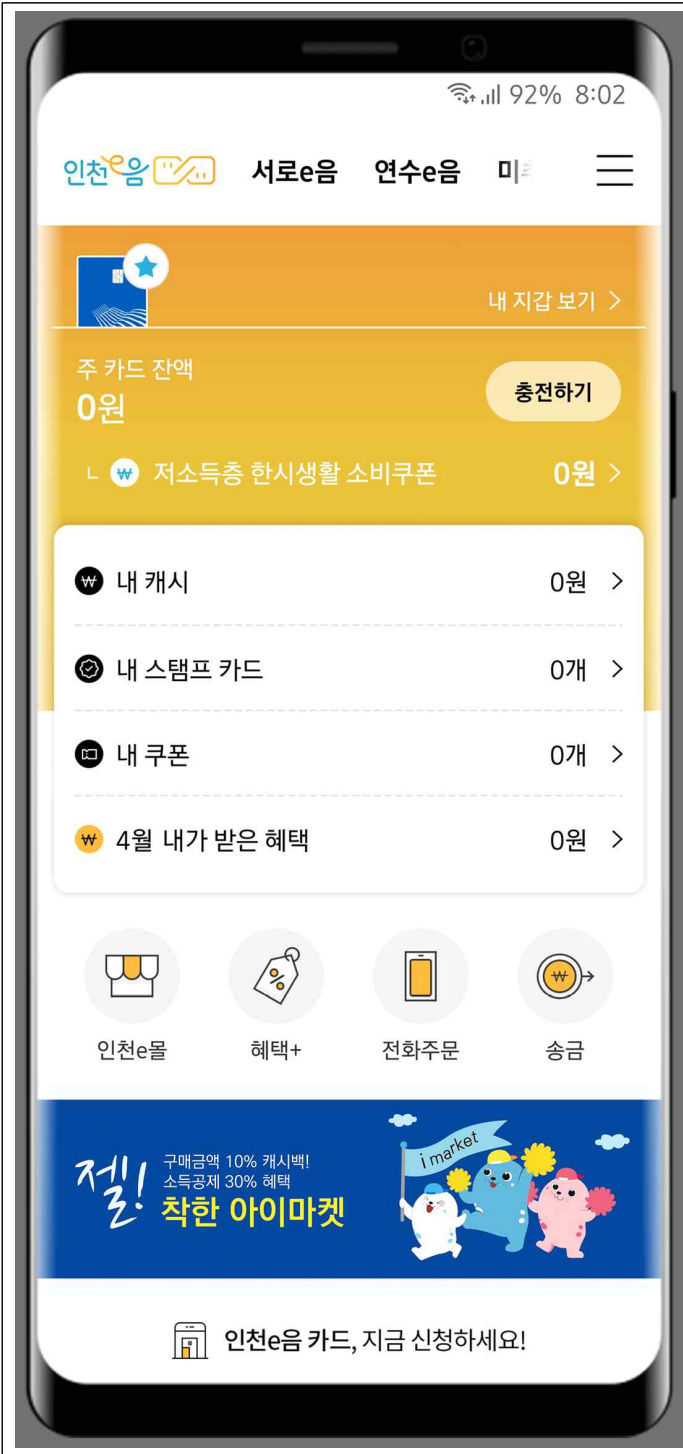 92% 8:02
인천e음 서로e음 연수e음
내 지갑 보기 >
주 카드 잔액
0원
충전하기
ㄴ ₩ 저소득층 한시생활 소비쿠폰 0원 >
₩ 내 캐시 0원 >
내 스탬프 카드 0개 >
내 쿠폰 0개 >
₩ 4월 내가 받은 혜택 0원 >
% ₩
인천e몰 혜택+ 전화주문 송금
i market
젤!
구매금액 10% 캐시백!
소득공제 30% 혜택
착한 아이마켓
인천e음 카드, 지금 신청하세요!